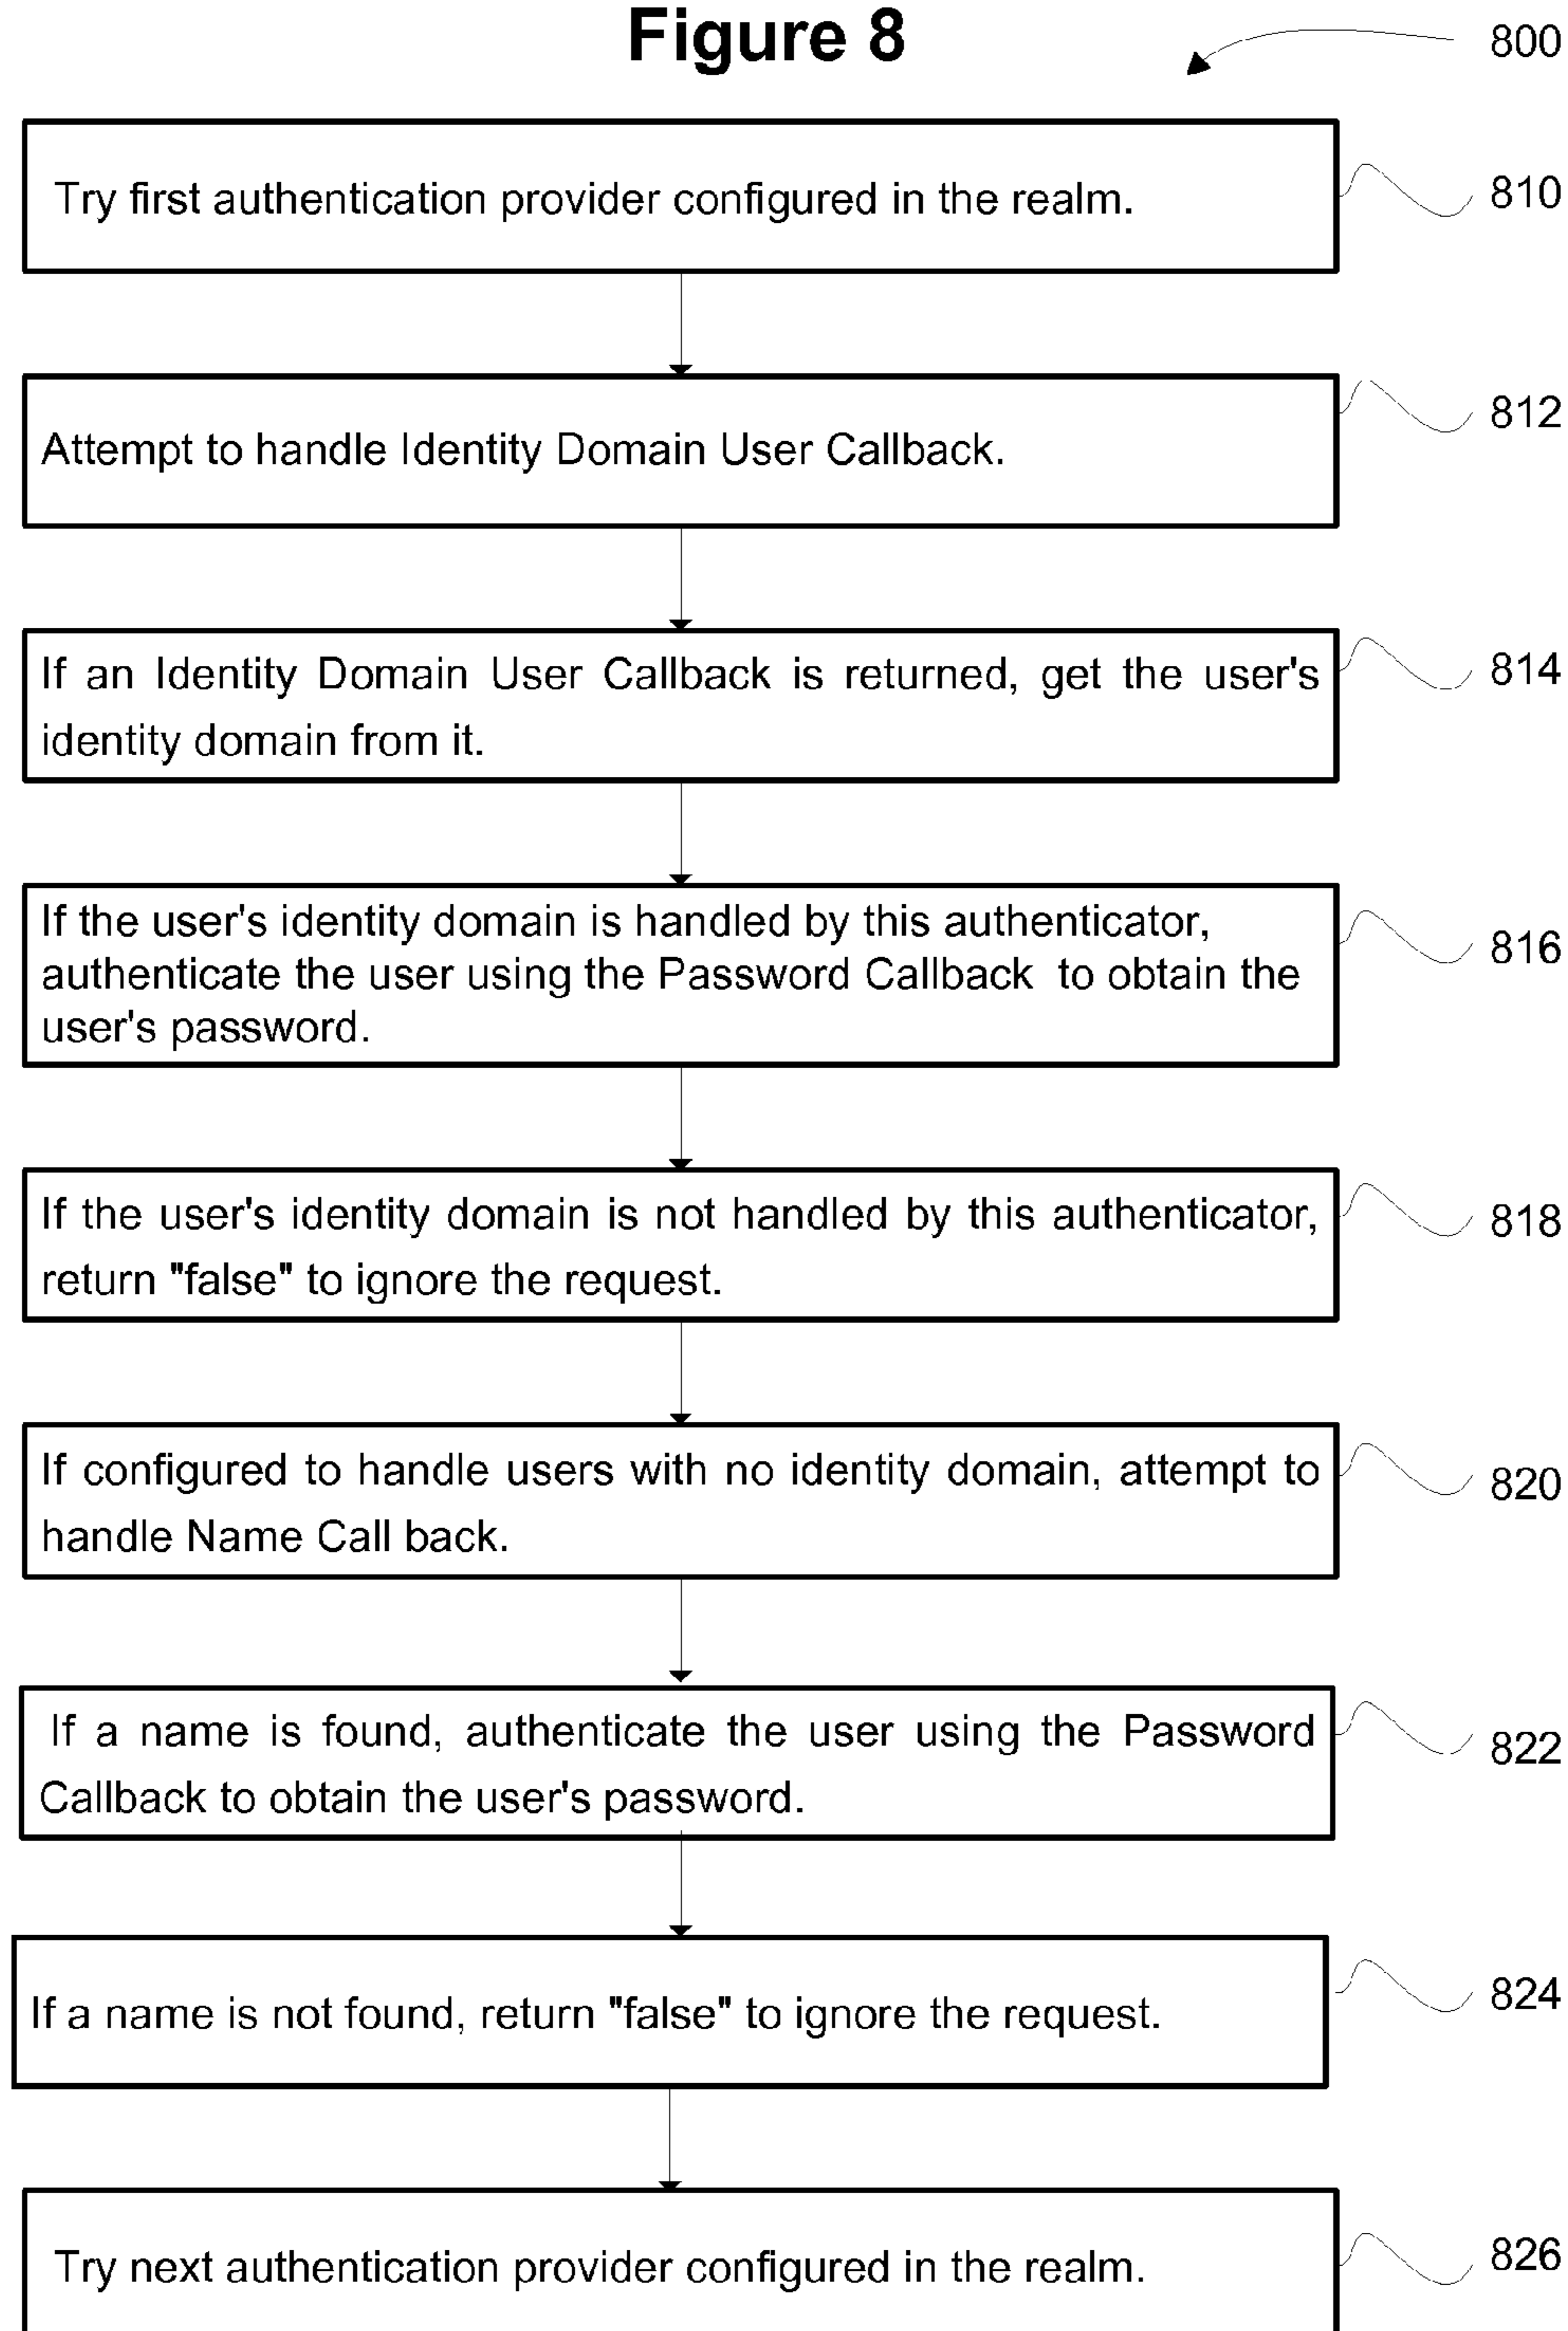 Figure 8
800
Try first authentication provider configured in the realm.
810
Attempt to handle Identity Domain User Callback.
812
If an Identity Domain User Callback is returned, get the user's
identity domain from it.
814
If the user's identity domain is handled by this authenticator,
authenticate the user using the Password Callback to obtain the
user's password.
816
If the user's identity domain is not handled by this authenticator,
return "false" to ignore the request.
818
If configured to handle users with no identity domain, attempt to
handle Name Call back.
820
If a name is found, authenticate the user using the Password
Callback to obtain the user's password.
822
If a name is not found, return "false" to ignore the request.
824
Try next authentication provider configured in the realm.
826